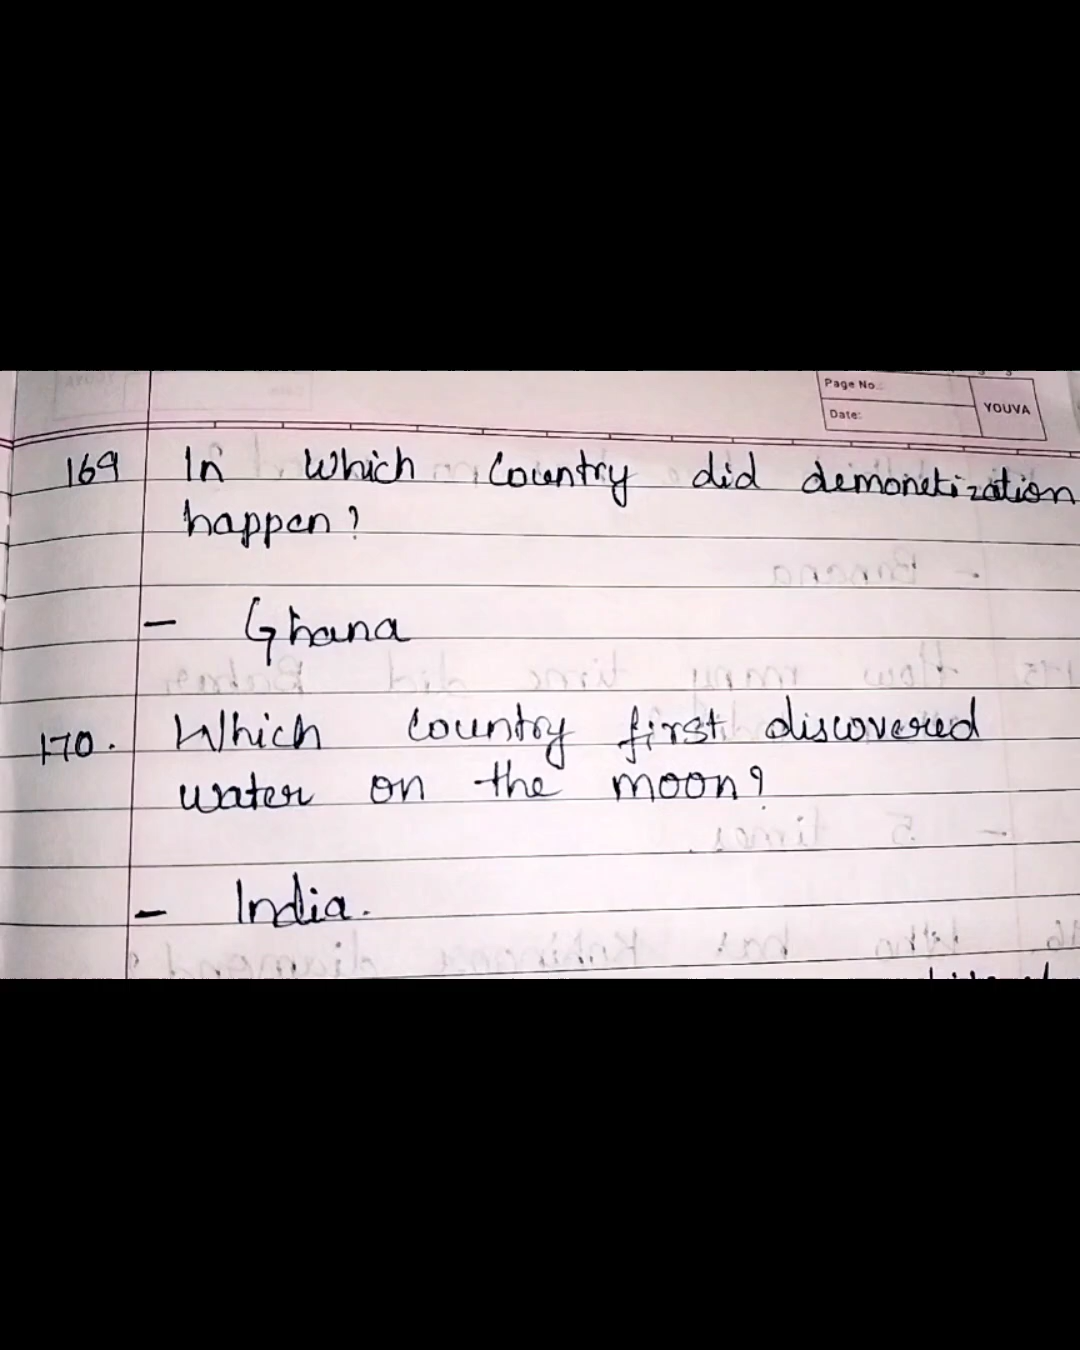 Page No.
Date:
YOUVA
169 In which country did demonetization
happen?
- Ghana
170. Which country first discovered
water on the moon?
- India.